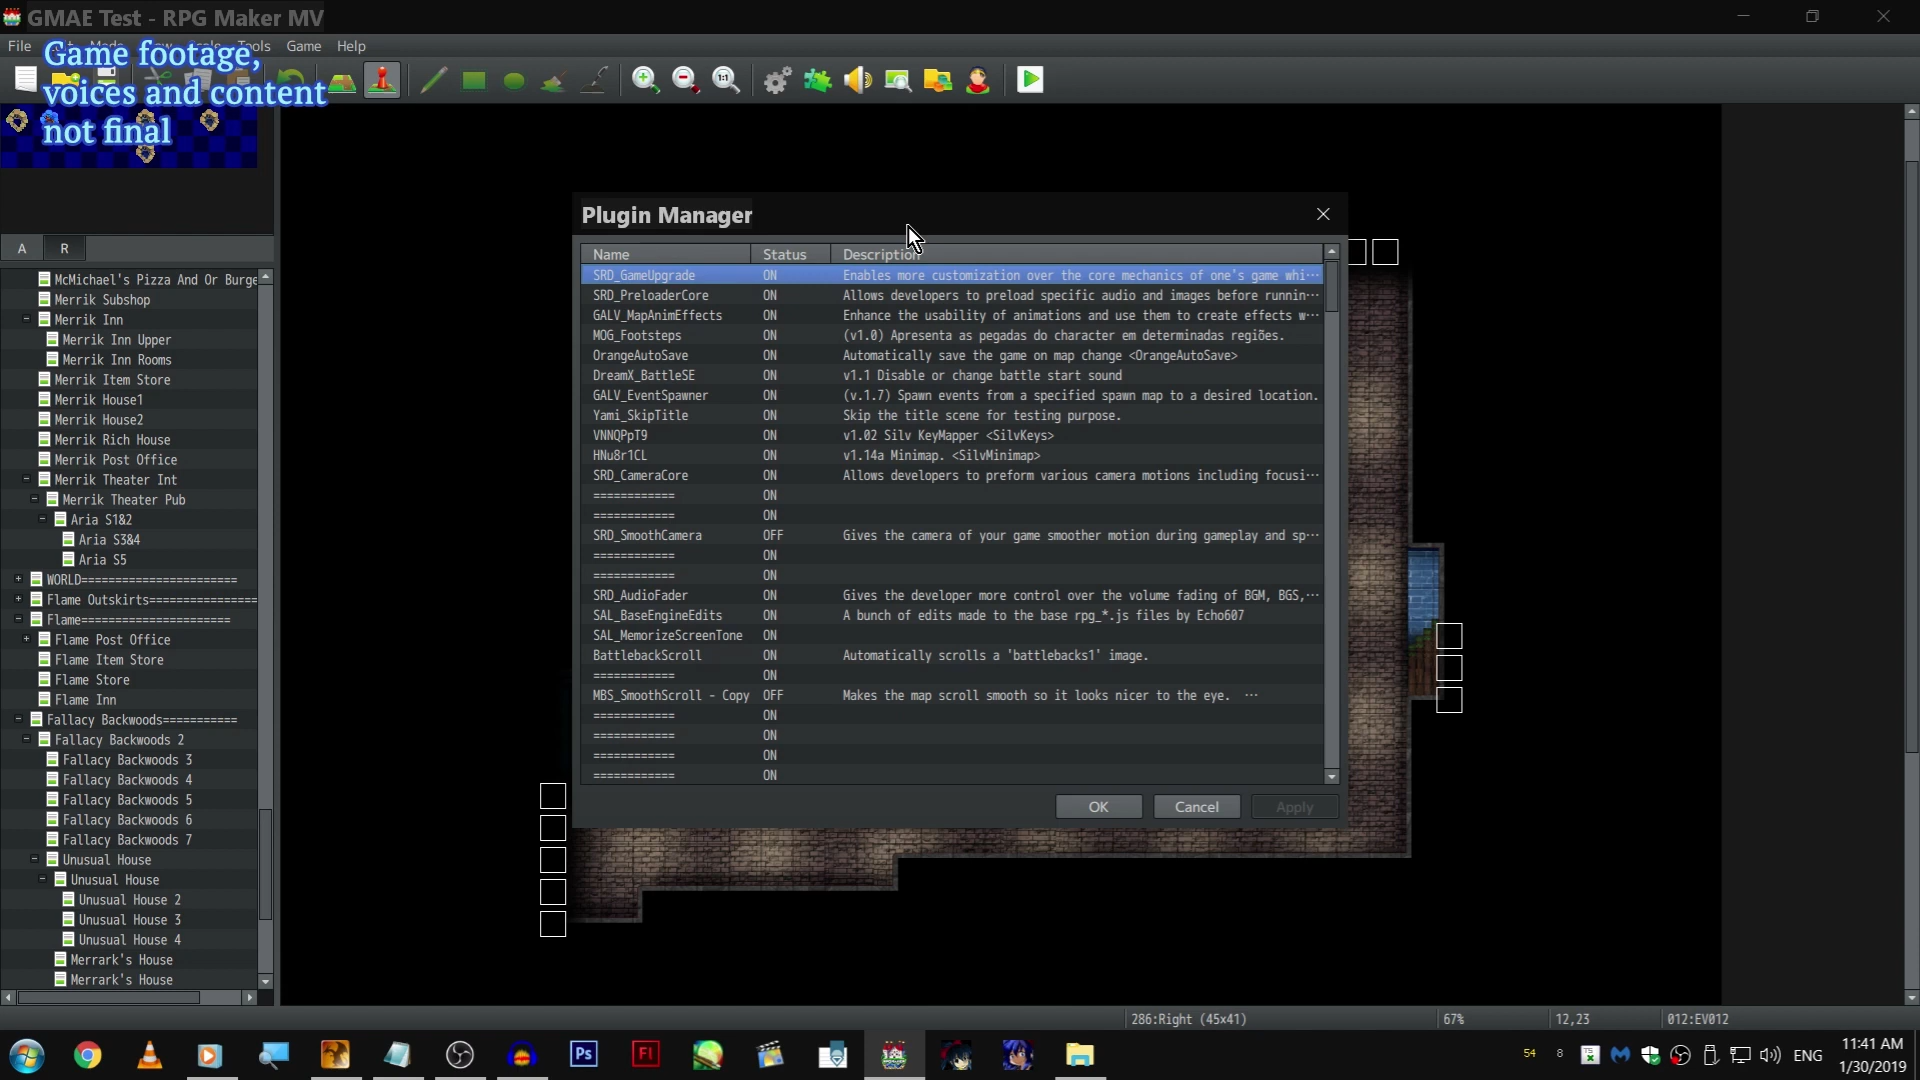 GMAE Test - RPG Maker MV
File Tools Game Help
Game footage,
voices and content
not final
A R
McMichael's Pizza And Or Burge
Merrik Subshop
Merrik Inn
Merrik Inn Upper
Merrik Inn Rooms
Merrik Item Store
Merrik House1
Merrik House2
Merrik Rich House
Merrik Post Office
Merrik Theater Int
Merrik Theater Pub
Aria S1&2
Aria S3&4
Aria S5
WORLD=======================
Flame Outskirts================
Flame======================
Flame Post Office
Flame Item Store
Flame Store
Flame Inn
Fallacy Backwoods===========
Fallacy Backwoods 2
Fallacy Backwoods 3
Fallacy Backwoods 4
Fallacy Backwoods 5
Fallacy Backwoods 6
Fallacy Backwoods 7
Unusual House
Unusual House
Unusual House 2
Unusual House 3
Unusual House 4
Merrark's House
Merrark's House
Plugin Manager
Name Status Description
SRD_GameUpgrade ON Enables more customization over the core mechanics of one's game whi…
SRD_PreloaderCore ON Allows developers to preload specific audio and images before runnin…
GALV_MapAnimEffects ON Enhance the usability of animations and use them to create effects w…
MOG_Footsteps ON (v1.0) Apresenta as pegadas do character em determinadas regiões.
OrangeAutoSave ON Automatically save the game on map change <OrangeAutoSave>
DreamX_BattleSE ON v1.1 Disable or change battle start sound
GALV_EventSpawner ON (v.1.7) Spawn events from a specified spawn map to a desired location.
Yami_SkipTitle ON Skip the title scene for testing purpose.
VNNQPpT9 ON v1.02 Silv KeyMapper <SilvKeys>
HNu8r1CL ON v1.14a Minimap. <SilvMinimap>
SRD_CameraCore ON Allows developers to preform various camera motions including focusi…
============ ON
============ ON
SRD_SmoothCamera OFF Gives the camera of your game smoother motion during gameplay and sp…
============ ON
============ ON
SRD_AudioFader ON Gives the developer more control over the volume fading of BGM, BGS,…
SAL_BaseEngineEdits ON A bunch of edits made to the base rpg_*.js files by Echo607
SAL_MemorizeScreenTone ON
BattlebackScroll ON Automatically scrolls a 'battlebacks1' image.
============ ON
MBS_SmoothScroll - Copy OFF Makes the map scroll smooth so it looks nicer to the eye. …
============ ON
============ ON
============ ON
============ ON
OK Cancel Apply
286:Right (45x41) 67% 12,23 012:EV012
Ps Fl 54 8 ENG 11:41 AM
1/30/2019